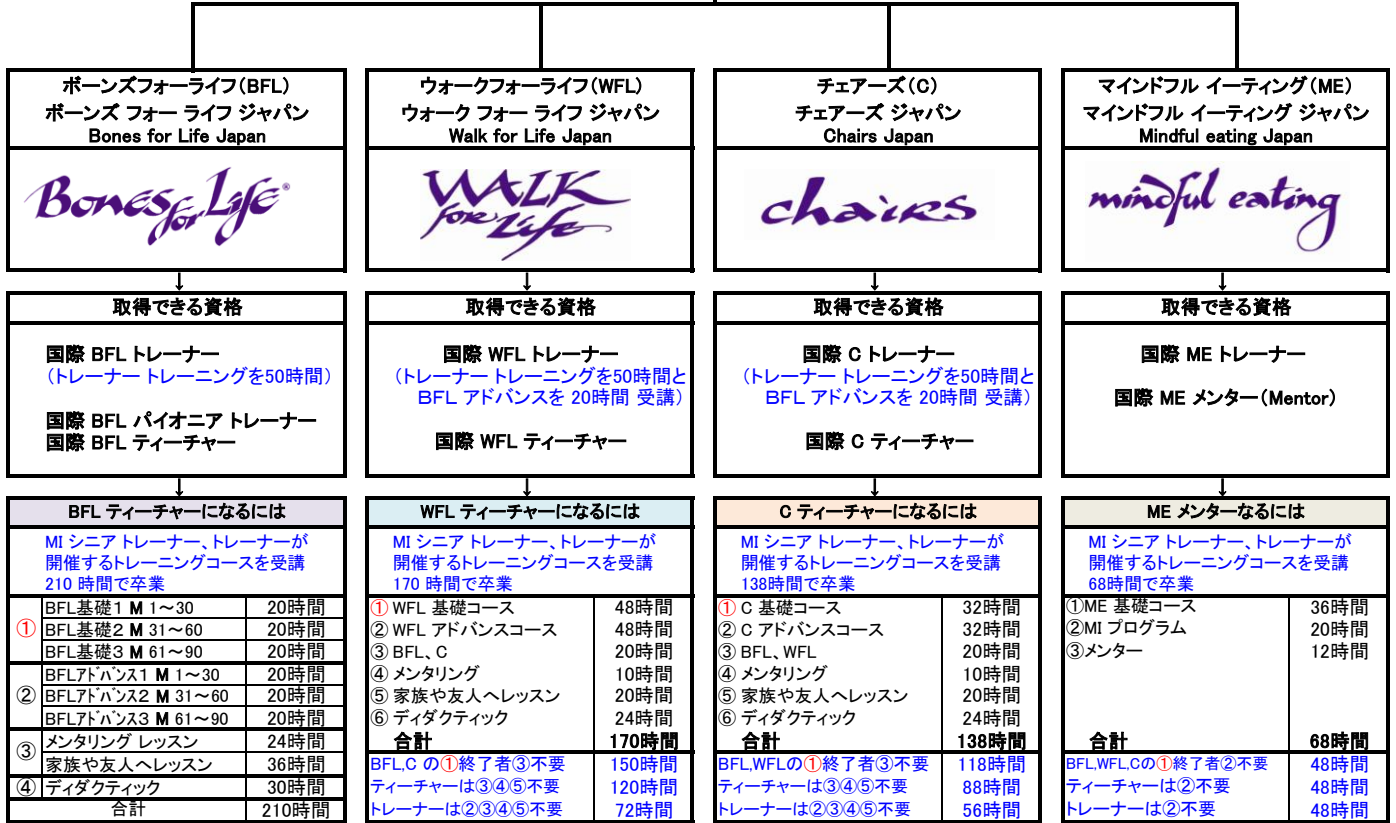 ボーンズフォーライフ(BFL)
ボーンズ フォー ライフ ジャパン
Bones for Life Japan
Bones for Life®
↓
取得できる資格
国際 BFL トレーナー
(トレーナー トレーニングを50時間)
国際 BFL パイオニア トレーナー
国際 BFL ティーチャー
↓
BFL ティーチャーになるには
MI シニア トレーナー、トレーナーが
開催するトレーニングコースを受講
210 時間で卒業
① BFL基礎1 M 1～30 20時間
BFL基礎2 M 31～60 20時間
BFL基礎3 M 61～90 20時間
② BFLアドバンス1 M 1～30 20時間
BFLアドバンス2 M 31～60 20時間
BFLアドバンス3 M 61～90 20時間
③ メンタリング レッスン 24時間
家族や友人へレッスン 36時間
④ ディダクティック 30時間
合計 210時間
ウォークフォーライフ(WFL)
ウォーク フォー ライフ ジャパン
Walk for Life Japan
WALK
for Life
↓
取得できる資格
国際 WFL トレーナー
(トレーナー トレーニングを50時間と
BFL アドバンスを 20時間 受講)
国際 WFL ティーチャー
↓
WFL ティーチャーになるには
MI シニア トレーナー、トレーナーが
開催するトレーニングコースを受講
170 時間で卒業
① WFL 基礎コース 48時間
② WFL アドバンスコース 48時間
③ BFL、C 20時間
④ メンタリング 10時間
⑤ 家族や友人へレッスン 20時間
⑥ ディダクティック 24時間
合計 170時間
BFL,C の①終了者③不要 150時間
ティーチャーは③④⑤不要 120時間
トレーナーは②③④⑤不要 72時間
チェアーズ(C)
チェアーズ ジャパン
Chairs Japan
chairs
↓
取得できる資格
国際 C トレーナー
(トレーナー トレーニングを50時間と
BFL アドバンスを 20時間 受講)
国際 C ティーチャー
↓
C ティーチャーになるには
MI シニア トレーナー、トレーナーが
開催するトレーニングコースを受講
138時間で卒業
① C 基礎コース 32時間
② C アドバンスコース 32時間
③ BFL、WFL 20時間
④ メンタリング 10時間
⑤ 家族や友人へレッスン 20時間
⑥ ディダクティック 24時間
合計 138時間
BFL,WFLの①終了者③不要 118時間
ティーチャーは③④⑤不要 88時間
トレーナーは②③④⑤不要 56時間
マインドフル イーティング(ME)
マインドフル イーティング ジャパン
Mindful eating Japan
mindful eating
↓
取得できる資格
国際 ME トレーナー
国際 ME メンター(Mentor)
↓
ME メンターなるには
MI シニア トレーナー、トレーナーが
開催するトレーニングコースを受講
68時間で卒業
①ME 基礎コース 36時間
②MI プログラム 20時間
③メンター 12時間
合計 68時間
BFL,WFL,Cの①終了者②不要 48時間
ティーチャーは②不要 48時間
トレーナーは②不要 48時間